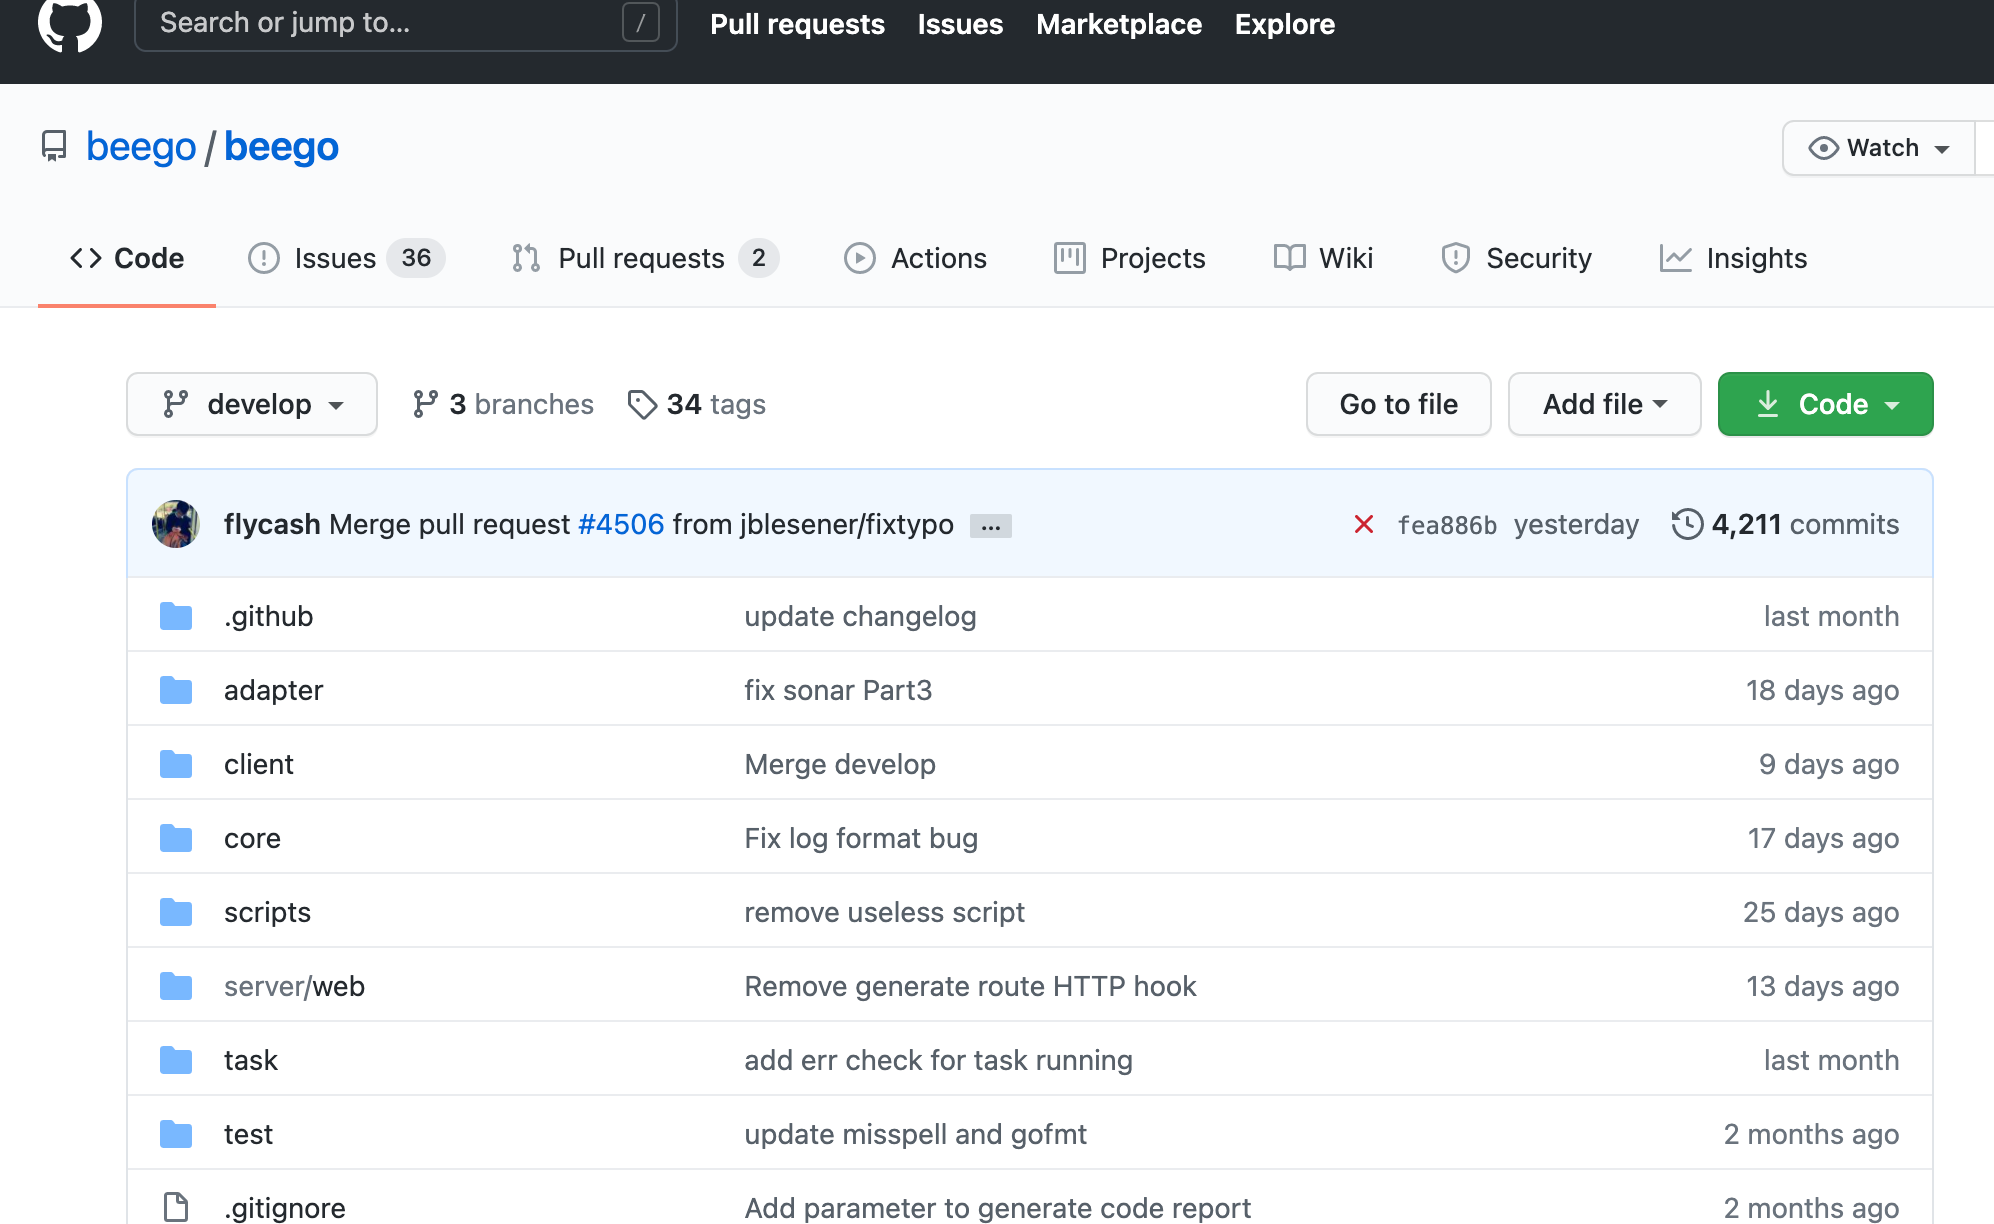 Search or jump to... / Pull requests Issues Marketplace Explore
beego / beego Watch
Code Issues 36 Pull requests 2 Actions Projects Wiki Security Insights
develop 3 branches 34 tags Go to file Add file Code
flycash Merge pull request #4506 from jblesener/fixtypo ... fea886b yesterday 4,211 commits
.github update changelog last month
adapter fix sonar Part3 18 days ago
client Merge develop 9 days ago
core Fix log format bug 17 days ago
scripts remove useless script 25 days ago
server/web Remove generate route HTTP hook 13 days ago
task add err check for task running last month
test update misspell and gofmt 2 months ago
.gitignore Add parameter to generate code report 2 months ago